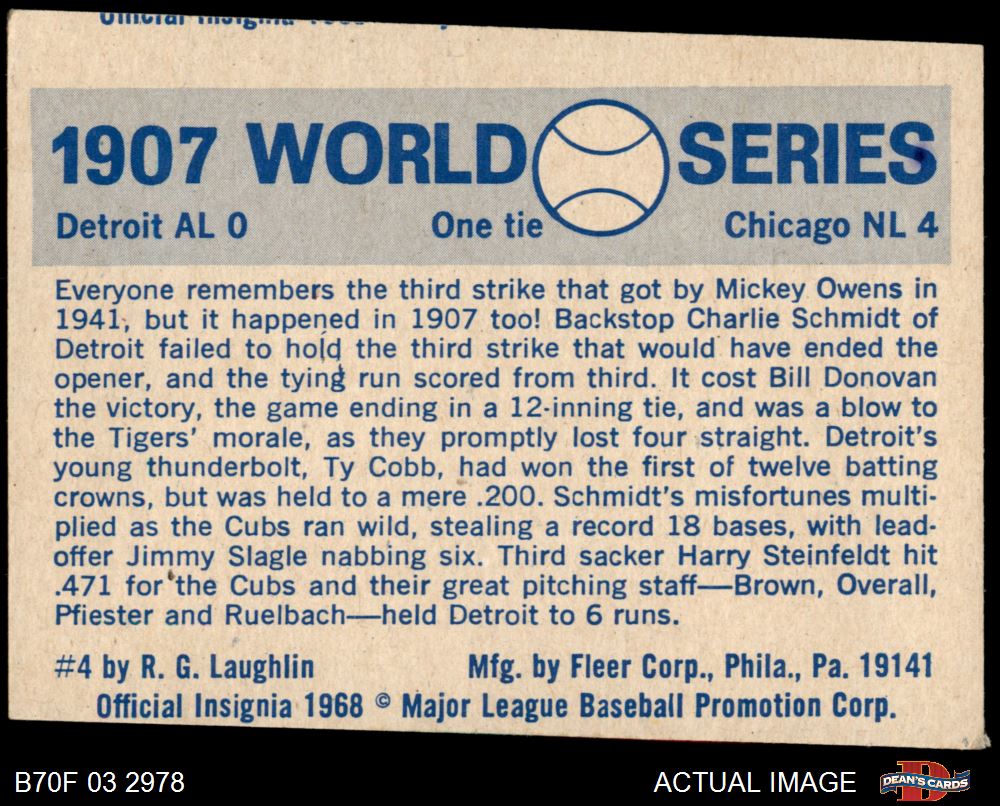 1907 WORLD SERIES
Detroit AL 0 One tie Chicago NL 4
Everyone remembers the third strike that got by Mickey Owens in
1941, but it happened in 1907 too! Backstop Charlie Schmidt of
Detroit failed to hold the third strike that would have ended the
opener, and the tying run scored from third. It cost Bill Donovan
the victory, the game ending in a 12-inning tie, and was a blow to
the Tigers' morale, as they promptly lost four straight. Detroit's
young thunderbolt, Ty Cobb, had won the first of twelve batting
crowns, but was held to a mere .200. Schmidt's misfortunes multi-
plied as the Cubs ran wild, stealing a record 18 bases, with lead-
offer Jimmy Slagle nabbing six. Third sacker Harry Steinfeldt hit
.471 for the Cubs and their great pitching staff—Brown, Overall,
Pfiester and Ruelbach—held Detroit to 6 runs.
#4 by R. G. Laughlin Mfg. by Fleer Corp., Phila., Pa. 19141
Official Insignia 1968 © Major League Baseball Promotion Corp.
B70F 03 2978 ACTUAL IMAGE DEAN'S CARDS